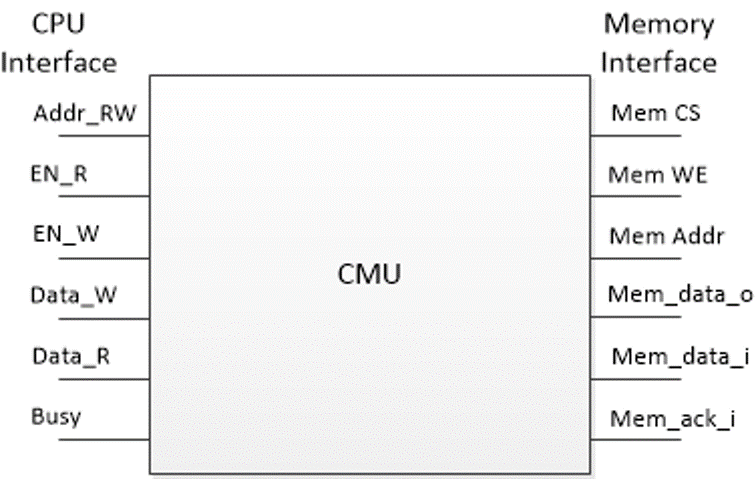 CPU
Interface
Addr_RW
EN_R
EN_W
Data_W
Data_R
Busy
CMU
Memory
Interface
Mem CS
Mem WE
Mem Addr
Mem_data_o
Mem_data_i
Mem_ack_i